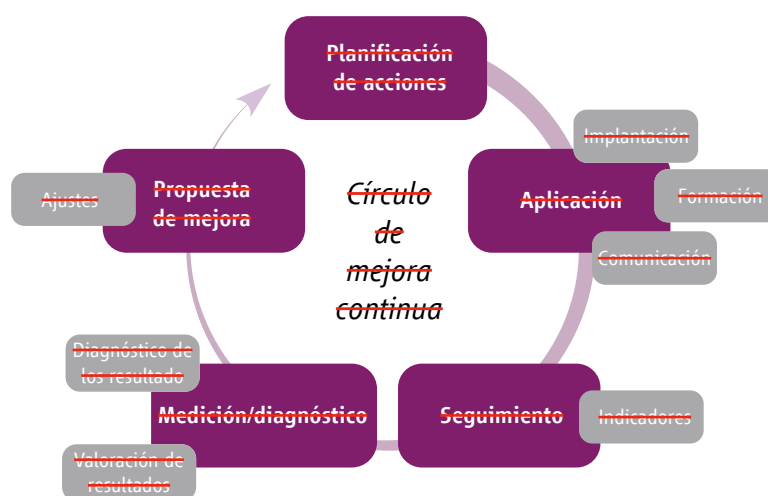 Planificación
de acciones
Implantación
Aplicación
Formación
Comunicación
Seguimiento
Indicadores
Medición/diagnóstico
Diagnóstico de
los resultado
Valoración de
resultados
Propuesta
de mejora
Ajustes
Círculo
de
mejora
continua